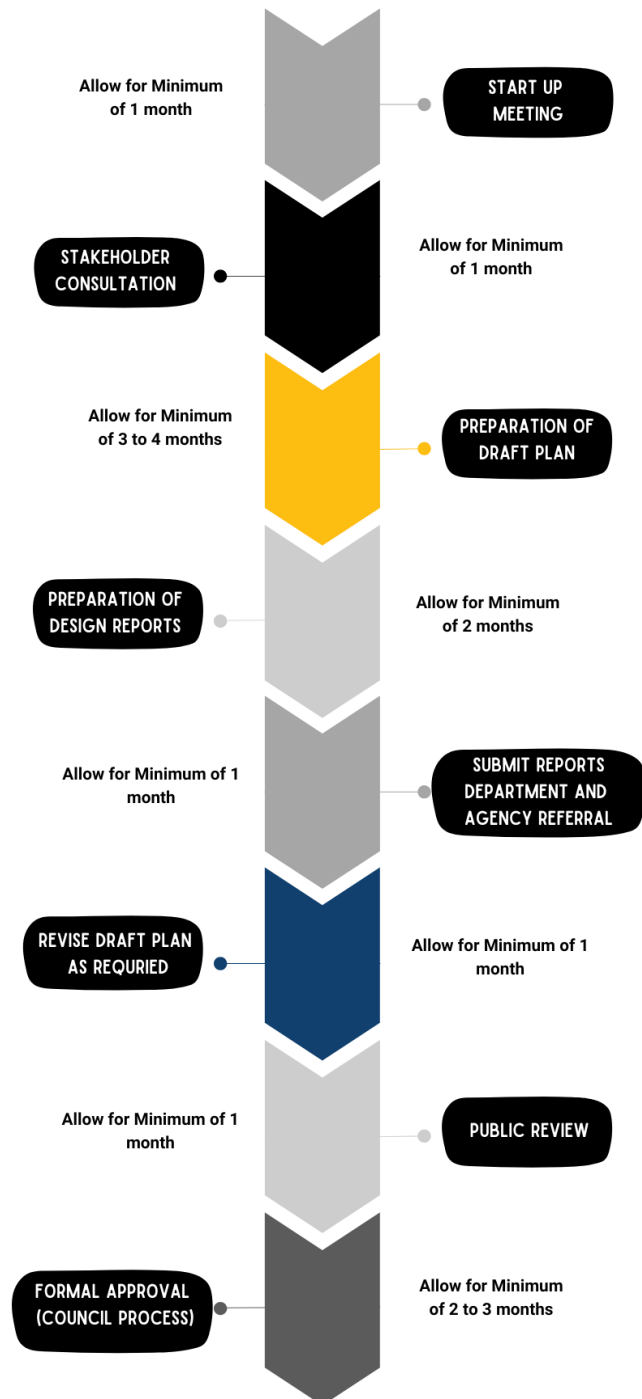 Allow for Minimum
of 1 month
START UP
MEETING
STAKEHOLDER
CONSULTATION
Allow for Minimum
of 1 month
Allow for Minimum
of 3 to 4 months
PREPARATION OF
DRAFT PLAN
PREPARATION OF
DESIGN REPORTS
Allow for Minimum
of 2 months
Allow for Minimum of 1
month
SUBMIT REPORTS
DEPARTMENT AND
AGENCY REFERRAL
REVISE DRAFT PLAN
AS REQURIED
Allow for Minimum of 1
month
Allow for Minimum of 1
month
PUBLIC REVIEW
FORMAL APPROVAL
(COUNCIL PROCESS)
Allow for Minimum
of 2 to 3 months